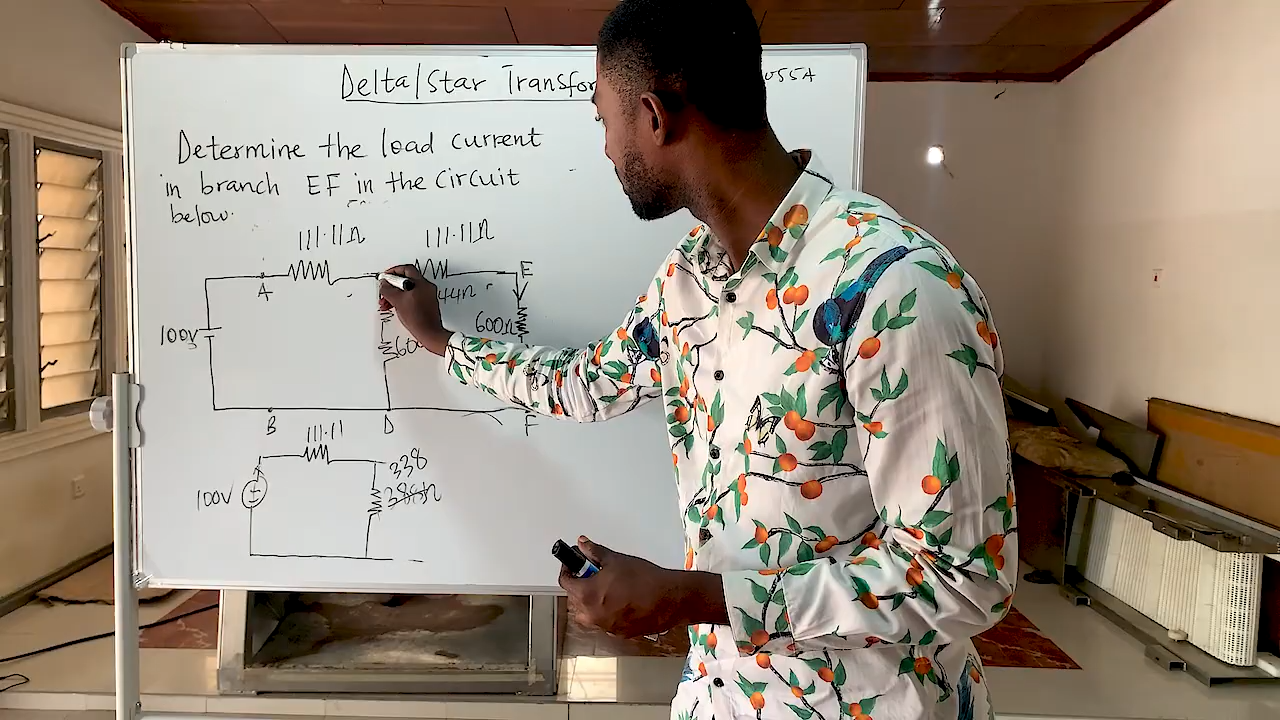 Delta/Star
Determine the load current
in branch EF in the circuit
below.
111.11Ω 111.11Ω
A E
44Ω
100V 600Ω
B D F
111.11
338
100V